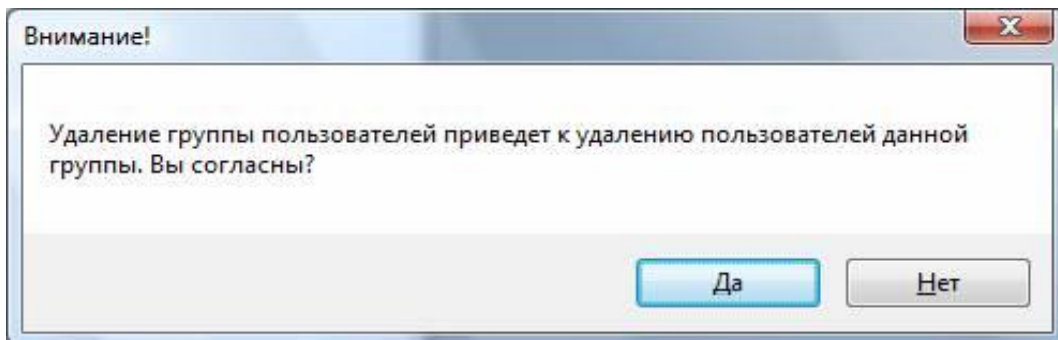 Внимание!
Удаление группы пользователей приведет к удалению пользователей данной
группы. Вы согласны?
Да
Нет